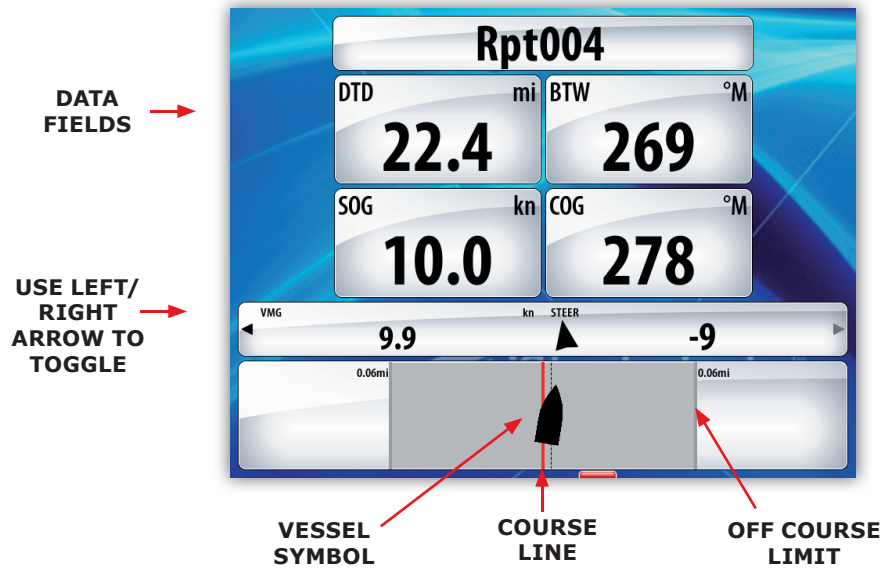 Rpt004
DATA
FIELDS
DTD mi
22.4
BTW °M
269
SOG kn
10.0
COG °M
278
USE LEFT/
RIGHT
ARROW TO
TOGGLE
VMG kn
9.9
STEER
-9
0.06mi
0.06mi
VESSEL
SYMBOL
COURSE
LINE
OFF COURSE
LIMIT